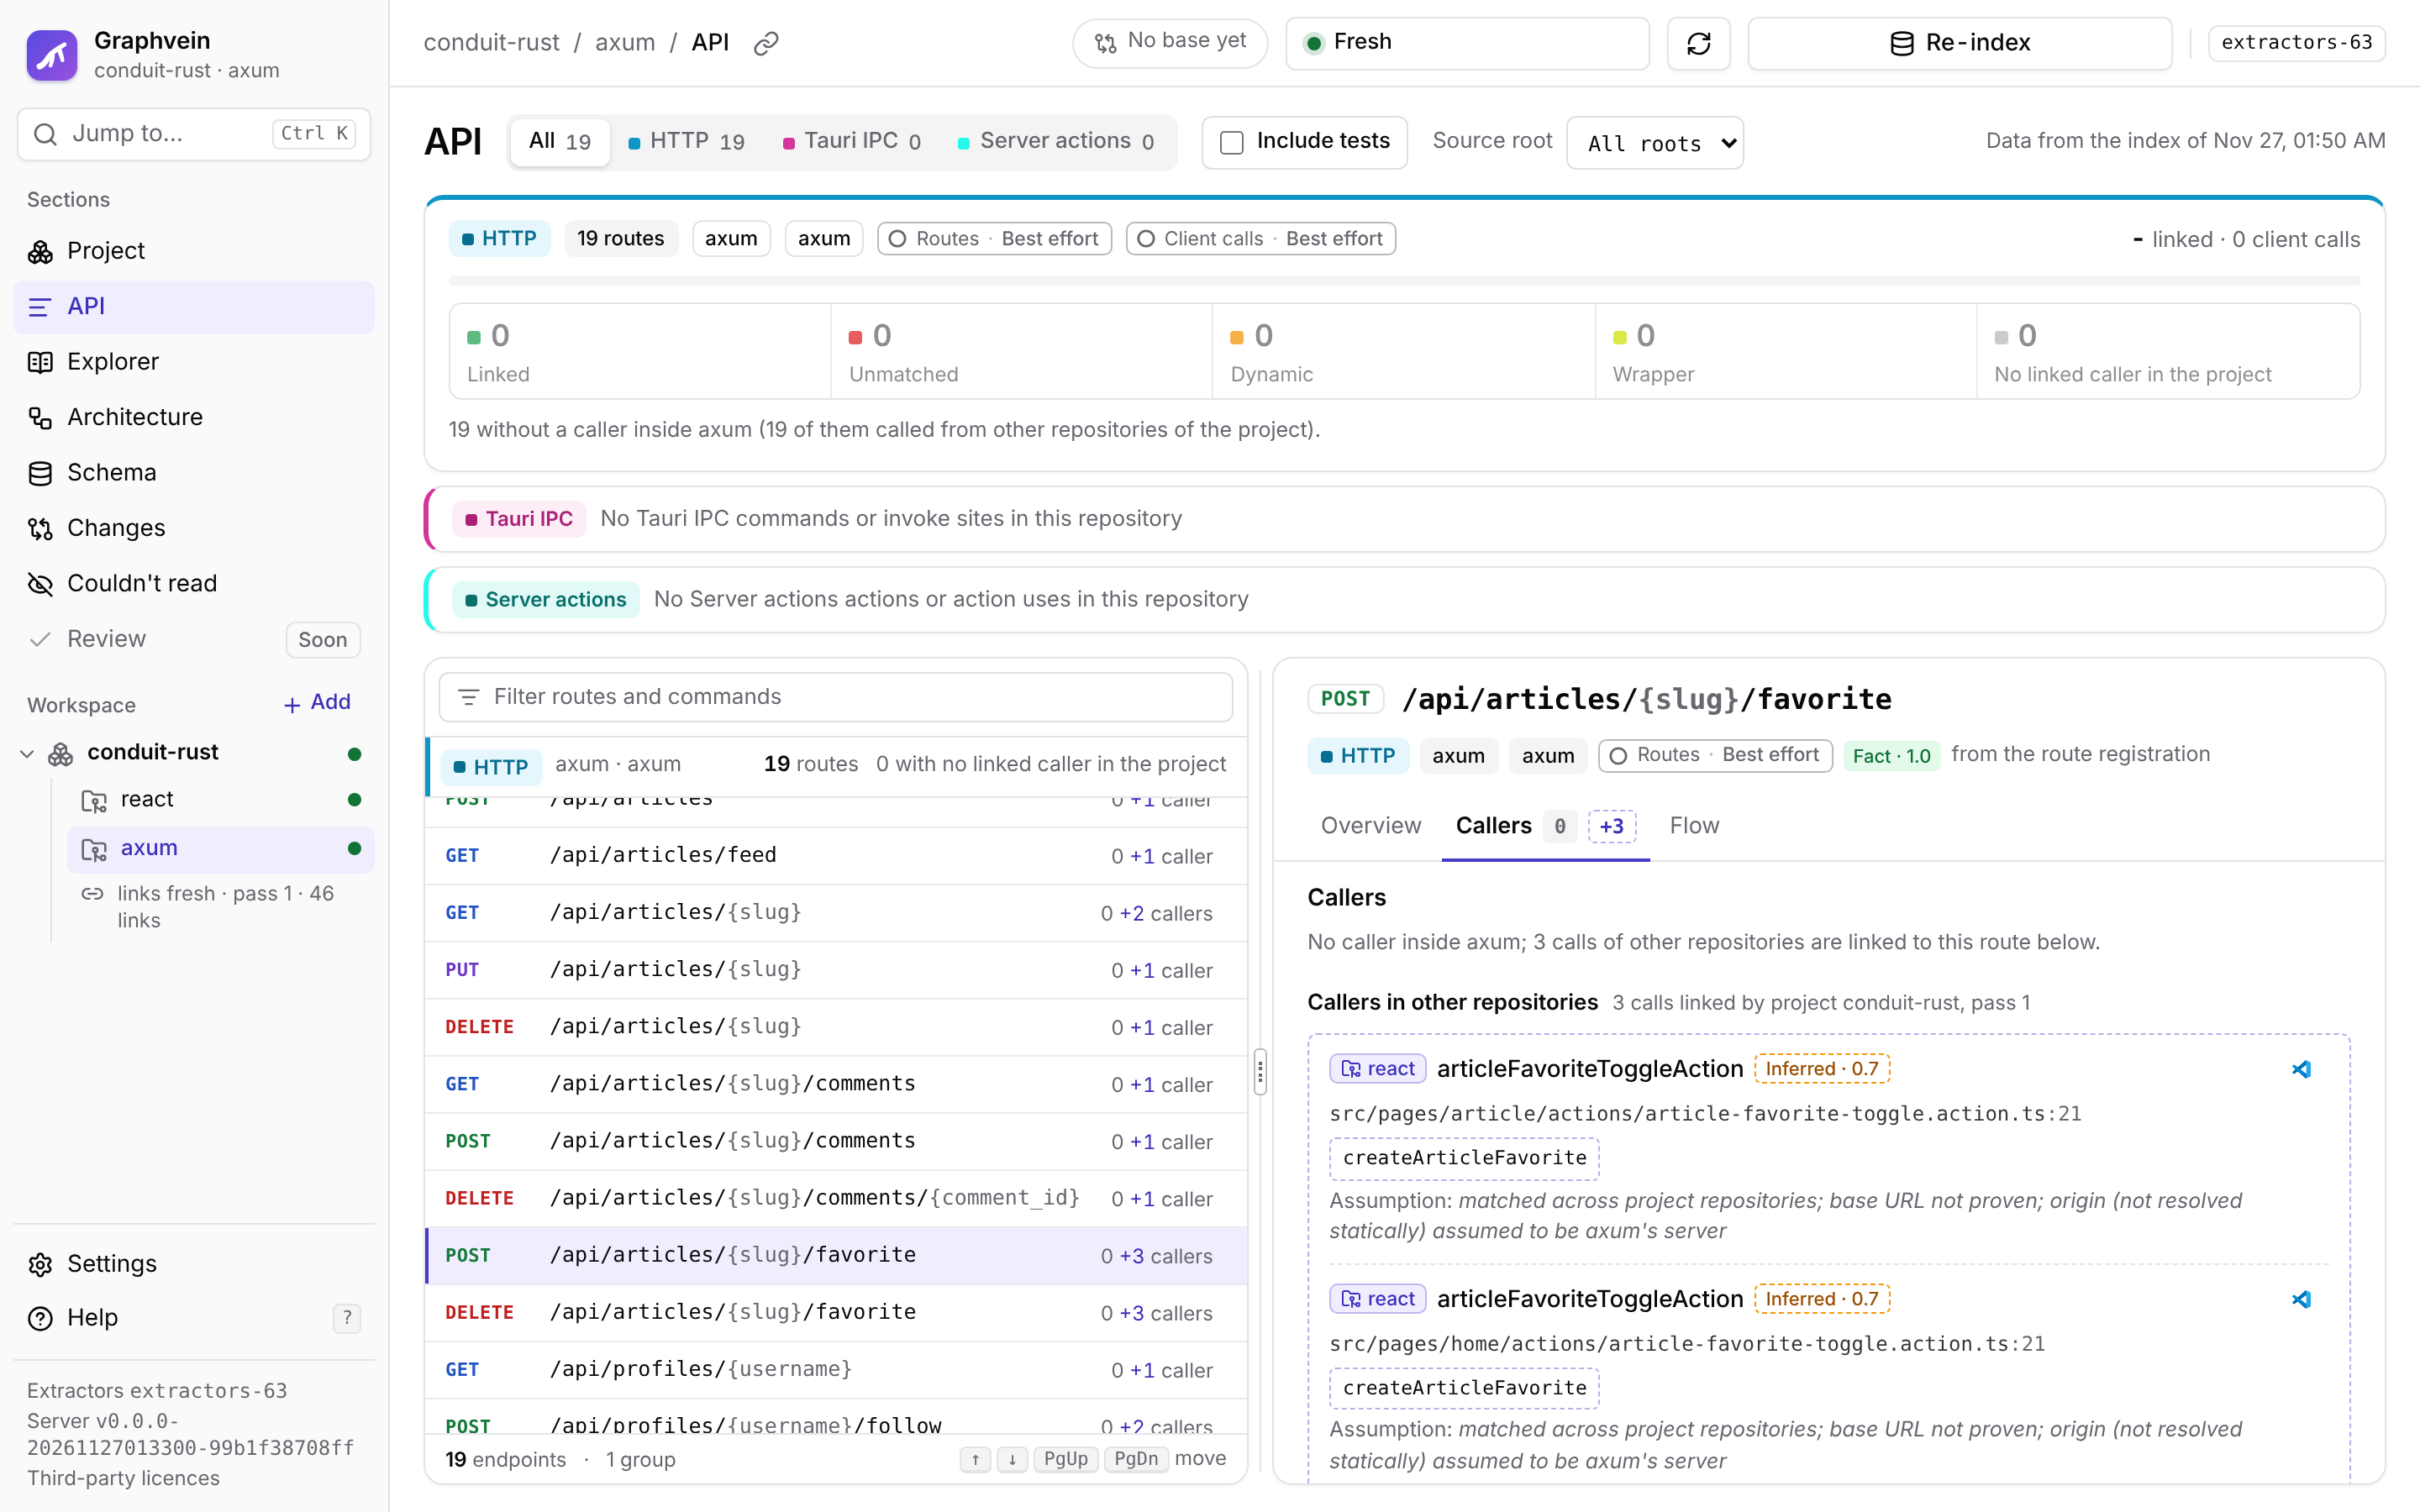 Graphvein
conduit-rust · axum
Jump to...
Ctrl K
Sections
Project
API
Explorer
Architecture
Schema
Changes
Couldn't read
Review
Soon
Workspace
+ Add
conduit-rust
react
axum
links fresh · pass 1 · 46
links
Settings
Help
?
Extractors extractors-63
Server v0.0.0-
20261127013300-99b1f38708ff
Third-party licences
conduit-rust / axum / API
No base yet
Fresh
Re-index
extractors-63
API
All 19
HTTP 19
Tauri IPC 0
Server actions 0
Include tests
Source root
All roots
Data from the index of Nov 27, 01:50 AM
HTTP
19 routes
axum
axum
Routes · Best effort
Client calls · Best effort
- linked · 0 client calls
0
Linked
0
Unmatched
0
Dynamic
0
Wrapper
0
No linked caller in the project
19 without a caller inside axum (19 of them called from other repositories of the project).
Tauri IPC
No Tauri IPC commands or invoke sites in this repository
Server actions
No Server actions actions or action uses in this repository
Filter routes and commands
HTTP axum · axum 19 routes 0 with no linked caller in the project
POST /api/articles 0 +1 caller
GET /api/articles/feed 0 +1 caller
GET /api/articles/{slug} 0 +2 callers
PUT /api/articles/{slug} 0 +1 caller
DELETE /api/articles/{slug} 0 +1 caller
GET /api/articles/{slug}/comments 0 +1 caller
POST /api/articles/{slug}/comments 0 +1 caller
DELETE /api/articles/{slug}/comments/{comment_id} 0 +1 caller
POST /api/articles/{slug}/favorite 0 +3 callers
DELETE /api/articles/{slug}/favorite 0 +3 callers
GET /api/profiles/{username} 0 +1 caller
POST /api/profiles/{username}/follow 0 +2 callers
19 endpoints · 1 group
↑ ↓ PgUp PgDn move
POST /api/articles/{slug}/favorite
HTTP axum axum Routes · Best effort Fact · 1.0 from the route registration
Overview
Callers 0 +3
Flow
Callers
No caller inside axum; 3 calls of other repositories are linked to this route below.
Callers in other repositories 3 calls linked by project conduit-rust, pass 1
react articleFavoriteToggleAction Inferred · 0.7
src/pages/article/actions/article-favorite-toggle.action.ts:21
createArticleFavorite
Assumption: matched across project repositories; base URL not proven; origin (not resolved
statically) assumed to be axum's server
react articleFavoriteToggleAction Inferred · 0.7
src/pages/home/actions/article-favorite-toggle.action.ts:21
createArticleFavorite
Assumption: matched across project repositories; base URL not proven; origin (not resolved
statically) assumed to be axum's server